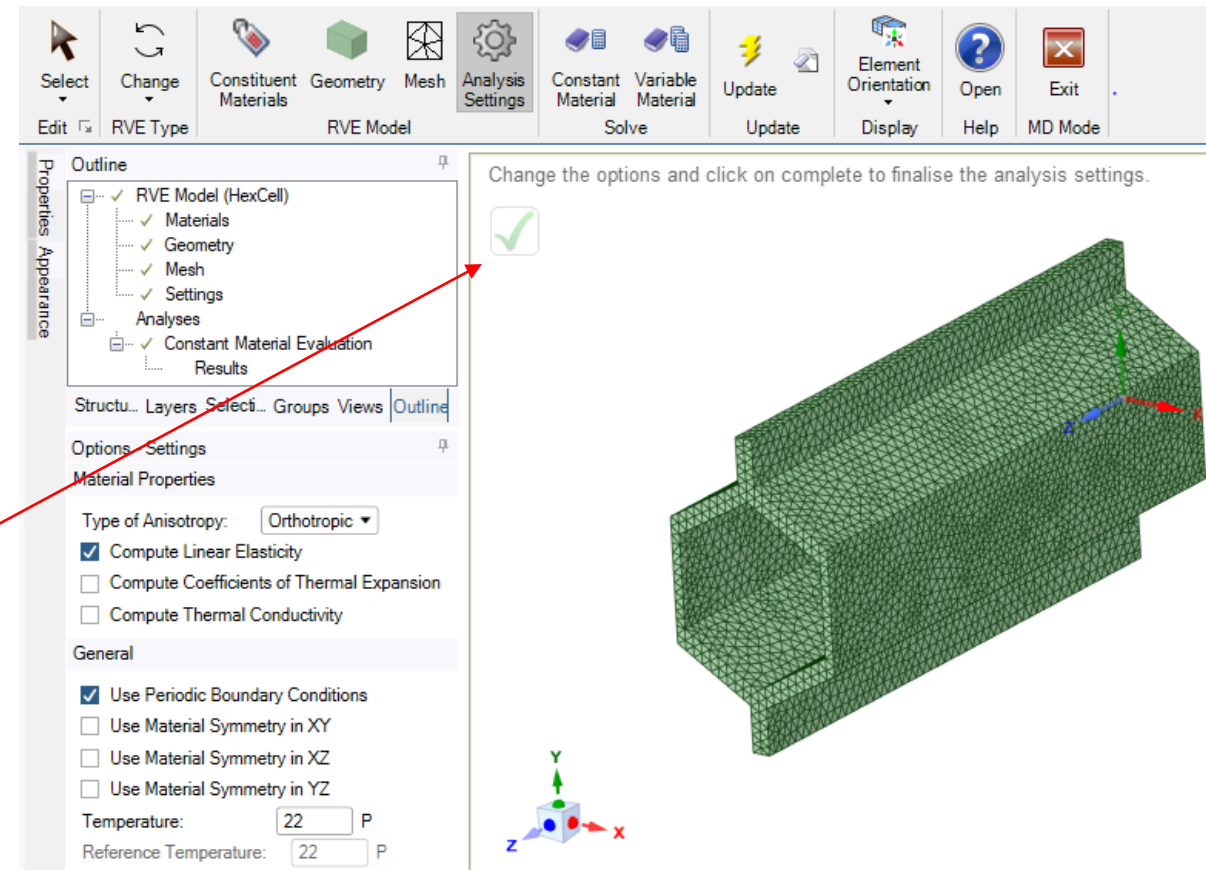 Select
Change
Constituent
Materials
Geometry
Mesh
Analysis
Settings
Constant
Material
Variable
Material
Update
Element
Orientation
Open
Exit
Edit
RVE Type
RVE Model
Solve
Update
Display
Help
MD Mode
Properties
Appearance
Outline
RVE Model (HexCell)
Materials
Geometry
Mesh
Settings
Analyses
Constant Material Evaluation
Results
Structu... Layers Selecti... Groups Views Outline
Options - Settings
Material Properties
Type of Anisotropy: Orthotropic
Compute Linear Elasticity
Compute Coefficients of Thermal Expansion
Compute Thermal Conductivity
General
Use Periodic Boundary Conditions
Use Material Symmetry in XY
Use Material Symmetry in XZ
Use Material Symmetry in YZ
Temperature: 22 P
Reference Temperature: 22 P
Change the options and click on complete to finalise the analysis settings.
Y
Z
X
Y
Z
X